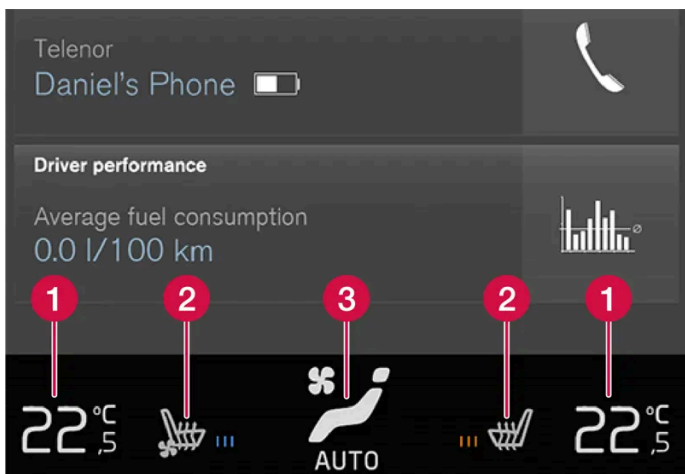 Telenor
Daniel's Phone
Driver performance
Average fuel consumption
0.0 l/100 km
1 2 3 2 1
22,5 °C 22,5 °C
AUTO